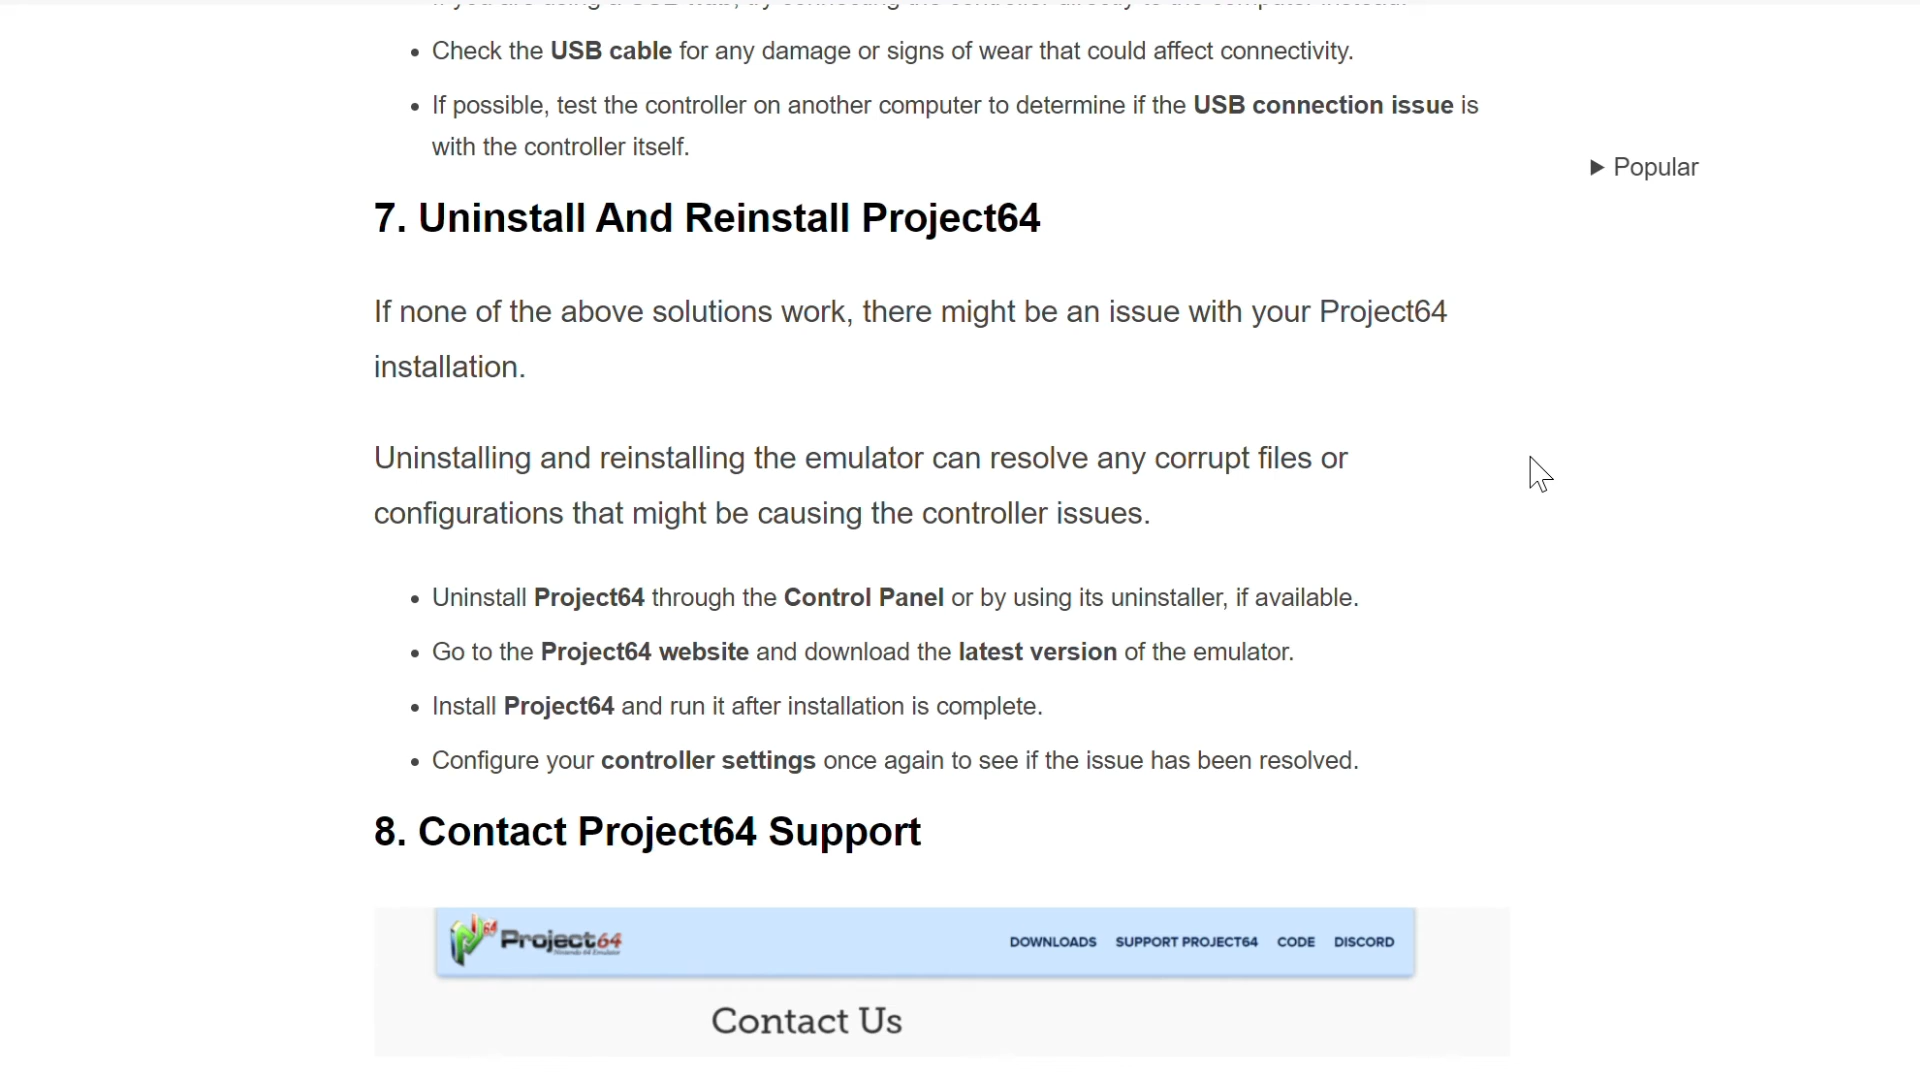 Check the USB cable for any damage or signs of wear that could affect connectivity.
If possible, test the controller on another computer to determine if the USB connection issue is
with the controller itself.
Popular
7. Uninstall And Reinstall Project64
If none of the above solutions work, there might be an issue with your Project64
installation.
Uninstalling and reinstalling the emulator can resolve any corrupt files or
configurations that might be causing the controller issues.
Uninstall Project64 through the Control Panel or by using its uninstaller, if available.
Go to the Project64 website and download the latest version of the emulator.
Install Project64 and run it after installation is complete.
Configure your controller settings once again to see if the issue has been resolved.
8. Contact Project64 Support
64 Project64 DOWNLOADS SUPPORT PROJECT64 CODE DISCORD
Nintendo 64 Emulator
Contact Us